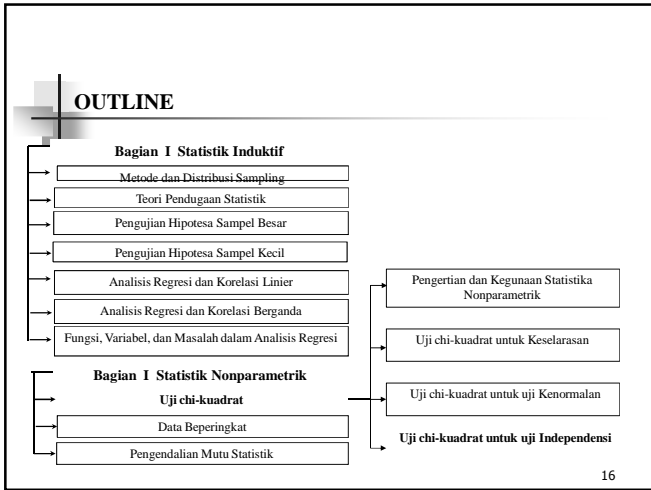 OUTLINE
Bagian I Statistik Induktif
Metode dan Distribusi Sampling
Teori Pendugaan Statistik
Pengujian Hipotesa Sampel Besar
Pengujian Hipotesa Sampel Kecil
Analisis Regresi dan Korelasi Linier
Analisis Regresi dan Korelasi Berganda
Fungsi, Variabel, dan Masalah dalam Analisis Regresi
Bagian I Statistik Nonparametrik
Uji chi-kuadrat
Data Beperingkat
Pengendalian Mutu Statistik
Pengertian dan Kegunaan Statistika
Nonparametrik
Uji chi-kuadrat untuk Keselarasan
Uji chi-kuadrat untuk uji Kenormalan
Uji chi-kuadrat untuk uji Independensi
16